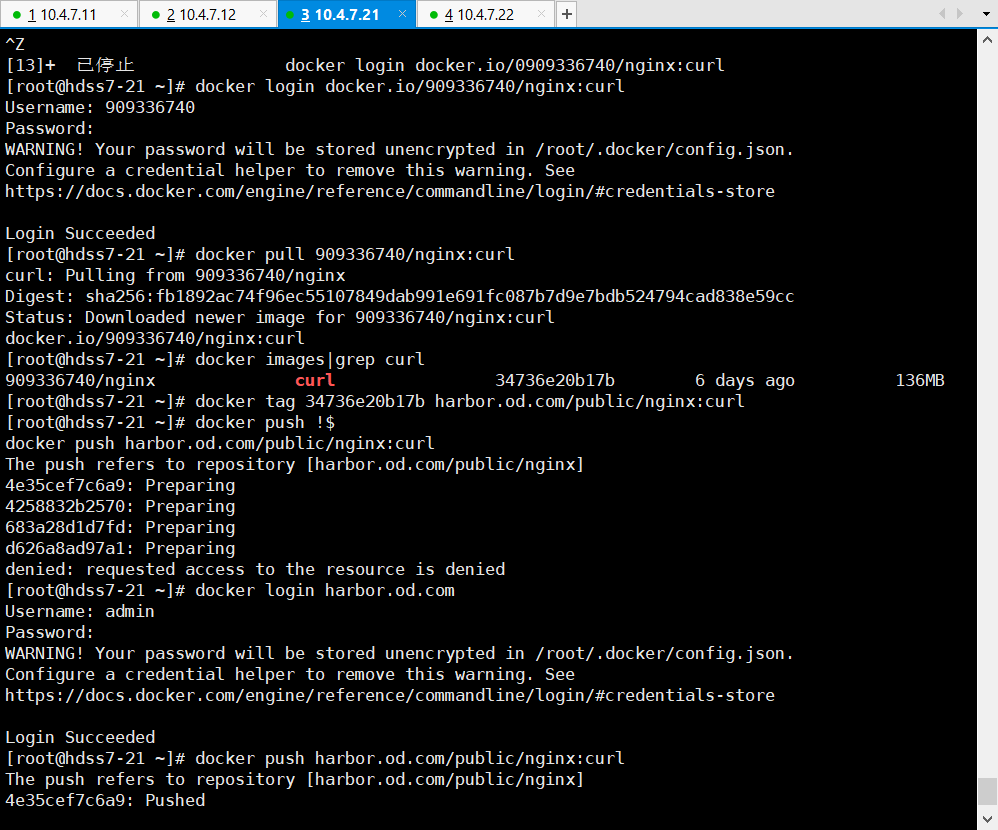 1 10.4.7.11 × 2 10.4.7.12 × 3 10.4.7.21 × 4 10.4.7.22 × +
^Z
[13]+  已停止               docker login docker.io/0909336740/nginx:curl
[root@hdss7-21 ~]# docker login docker.io/909336740/nginx:curl
Username: 909336740
Password:
WARNING! Your password will be stored unencrypted in /root/.docker/config.json.
Configure a credential helper to remove this warning. See
https://docs.docker.com/engine/reference/commandline/login/#credentials-store
Login Succeeded
[root@hdss7-21 ~]# docker pull 909336740/nginx:curl
curl: Pulling from 909336740/nginx
Digest: sha256:fb1892ac74f96ec55107849dab991e691fc087b7d9e7bdb524794cad838e59cc
Status: Downloaded newer image for 909336740/nginx:curl
docker.io/909336740/nginx:curl
[root@hdss7-21 ~]# docker images|grep curl
909336740/nginx              curl                34736e20b17b        6 days ago          136MB
[root@hdss7-21 ~]# docker tag 34736e20b17b harbor.od.com/public/nginx:curl
[root@hdss7-21 ~]# docker push !$
docker push harbor.od.com/public/nginx:curl
The push refers to repository [harbor.od.com/public/nginx]
4e35cef7c6a9: Preparing
4258832b2570: Preparing
683a28d1d7fd: Preparing
d626a8ad97a1: Preparing
denied: requested access to the resource is denied
[root@hdss7-21 ~]# docker login harbor.od.com
Username: admin
Password:
WARNING! Your password will be stored unencrypted in /root/.docker/config.json.
Configure a credential helper to remove this warning. See
https://docs.docker.com/engine/reference/commandline/login/#credentials-store
Login Succeeded
[root@hdss7-21 ~]# docker push harbor.od.com/public/nginx:curl
The push refers to repository [harbor.od.com/public/nginx]
4e35cef7c6a9: Pushed